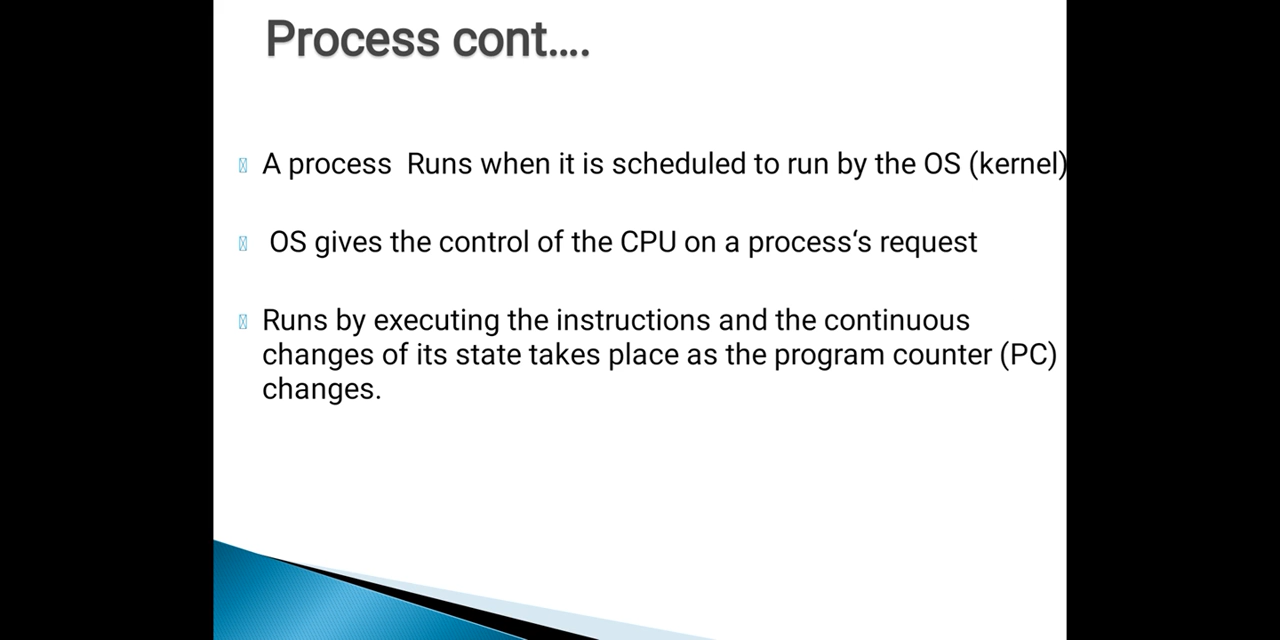 Process cont….
A process  Runs when it is scheduled to run by the OS (kernel)
OS gives the control of the CPU on a process‘s request
Runs by executing the instructions and the continuous
changes of its state takes place as the program counter (PC)
changes.